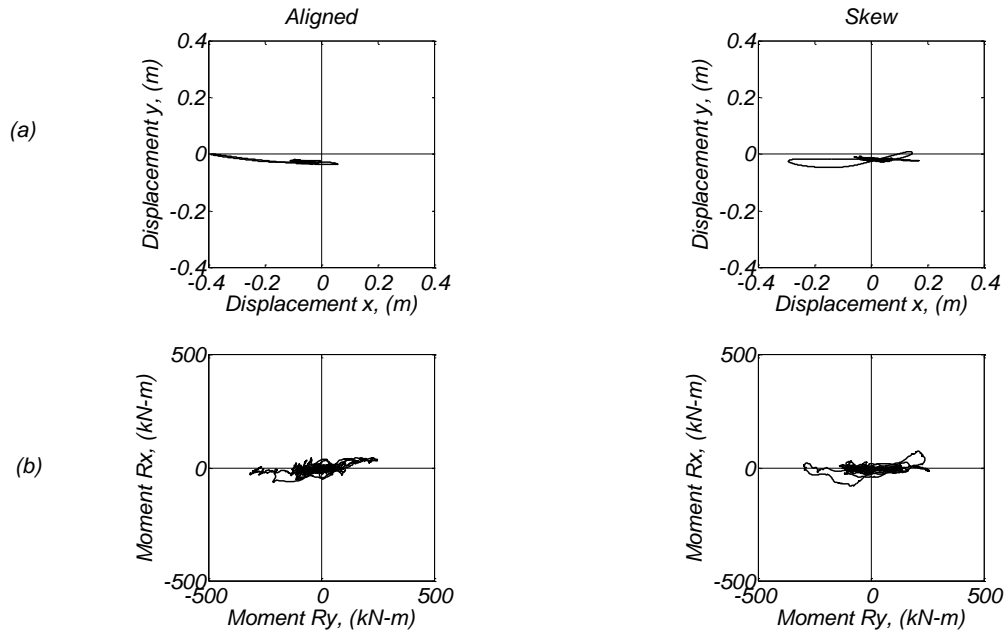 Aligned Skew
(a)
Displacement y, (m)
0.4
0.2
0
-0.2
-0.4
-0.4 -0.2 0 0.2 0.4
Displacement x, (m)
Displacement y, (m)
0.4
0.2
0
-0.2
-0.4
-0.4 -0.2 0 0.2 0.4
Displacement x, (m)
(b)
Moment Rx, (kN-m)
500
0
-500
-500 0 500
Moment Ry, (kN-m)
Moment Rx, (kN-m)
500
0
-500
-500 0 500
Moment Ry, (kN-m)